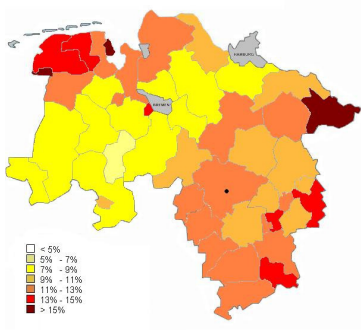 HAMBURG
BREMEN
< 5%
5% - 7%
7% - 9%
9% - 11%
11% - 13%
13% - 15%
> 15%